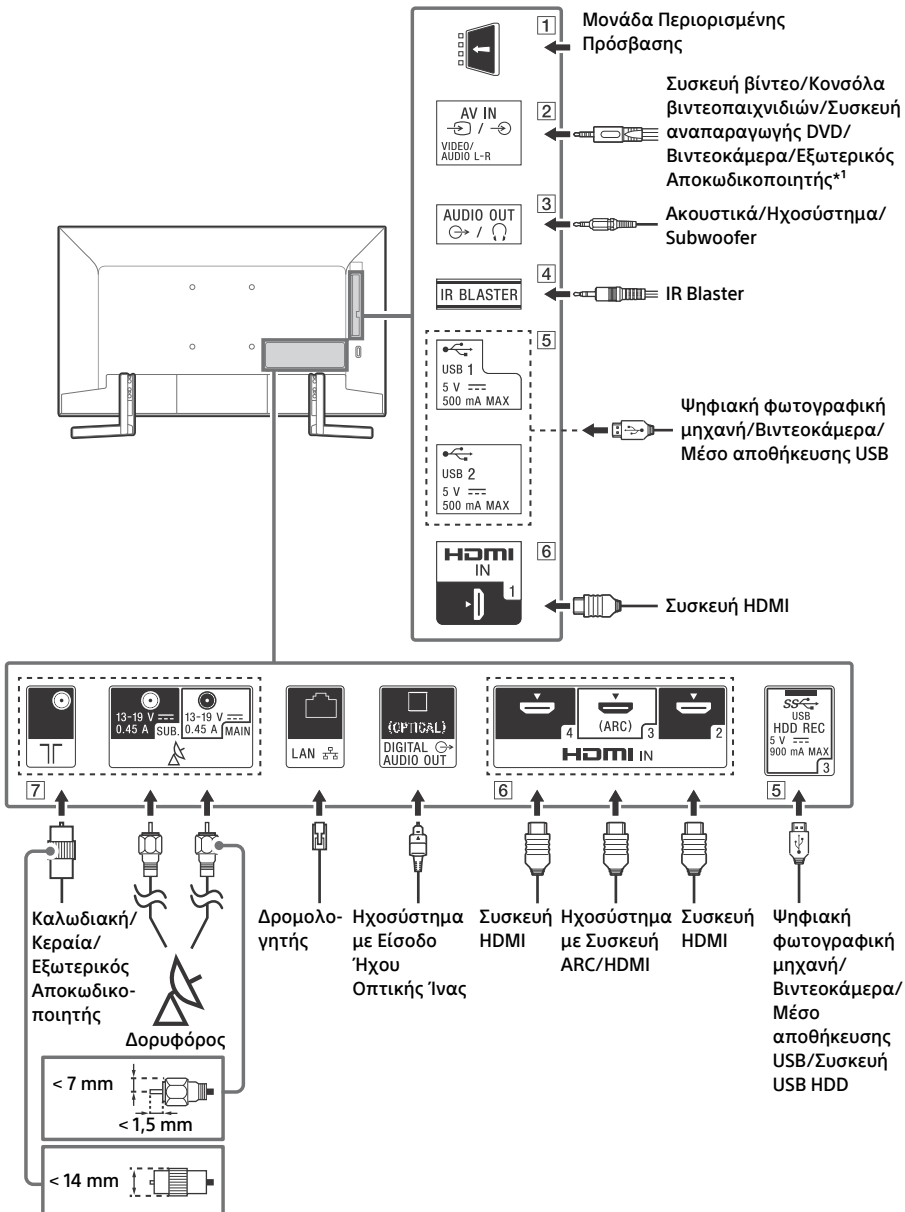 1
Μονάδα Περιορισμένης
Πρόσβασης
AV IN
/
VIDEO/
AUDIO L-R
2
Συσκευή βίντεο/Κονσόλα
βιντεοπαιχνιδιών/Συσκευή
αναπαραγωγής DVD/
Βιντεοκάμερα/Εξωτερικός
Αποκωδικοποιητής*1
AUDIO OUT
/
3
Ακουστικά/Ηχοσύστημα/
Subwoofer
4
IR BLASTER
IR Blaster
5
USB 1
5 V
500 mA MAX
USB 2
5 V
500 mA MAX
Ψηφιακή φωτογραφική
μηχανή/Βιντεοκάμερα/
Μέσο αποθήκευσης USB
HDMI
IN
1
6
Συσκευή HDMI
13-19 V
0.45 A
SUB.
13-19 V
0.45 A
MAIN
LAN
(OPTICAL)
DIGITAL
AUDIO OUT
4
(ARC)
3
2
HDMI IN
SS
USB
HDD REC
5 V
900 mA MAX
3
7
6
5
Καλωδιακή/
Κεραία/
Εξωτερικός
Αποκωδικο-
ποιητής
Δορυφόρος
Δρομολο-
γητής
Ηχοσύστημα
με Είσοδο
Ήχου
Οπτικής Ίνας
Συσκευή
HDMI
Ηχοσύστημα
με Συσκευή
ARC/HDMI
Συσκευή
HDMI
Ψηφιακή
φωτογραφική
μηχανή/
Βιντεοκάμερα/
Μέσο
αποθήκευσης
USB/Συσκευή
USB HDD
< 7 mm
< 1,5 mm
< 14 mm